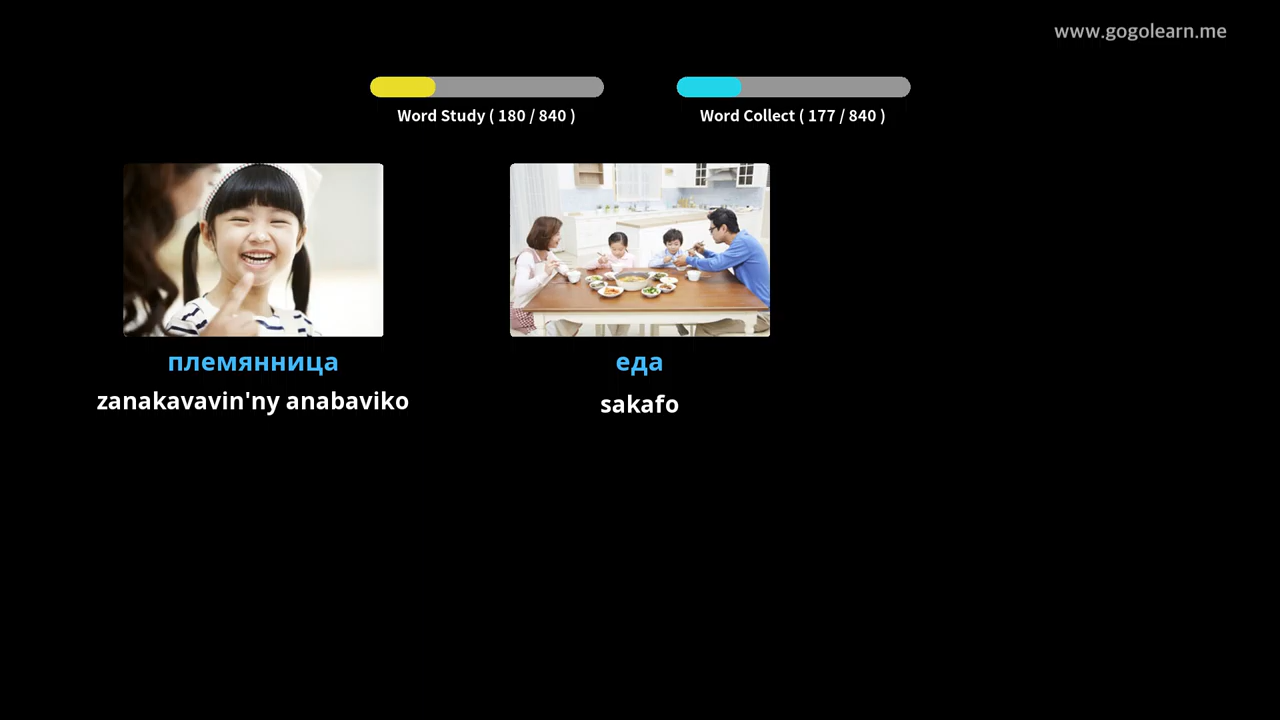 www.gogolearn.me
Word Study ( 180 / 840 )
Word Collect ( 177 / 840 )
племянница
zanakavavin'ny anabaviko
еда
sakafo